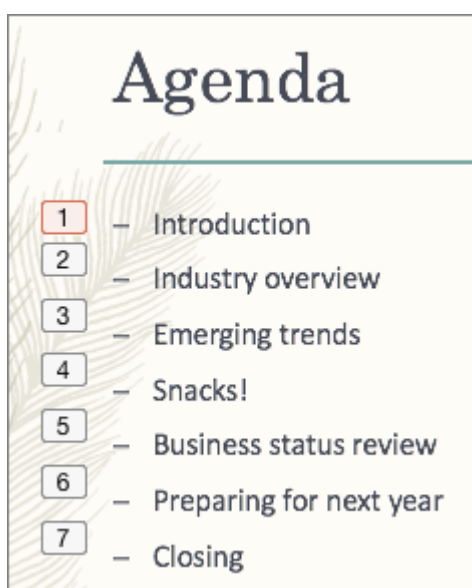 Agenda
1 – Introduction
2 – Industry overview
3 – Emerging trends
4 – Snacks!
5 – Business status review
6 – Preparing for next year
7 – Closing